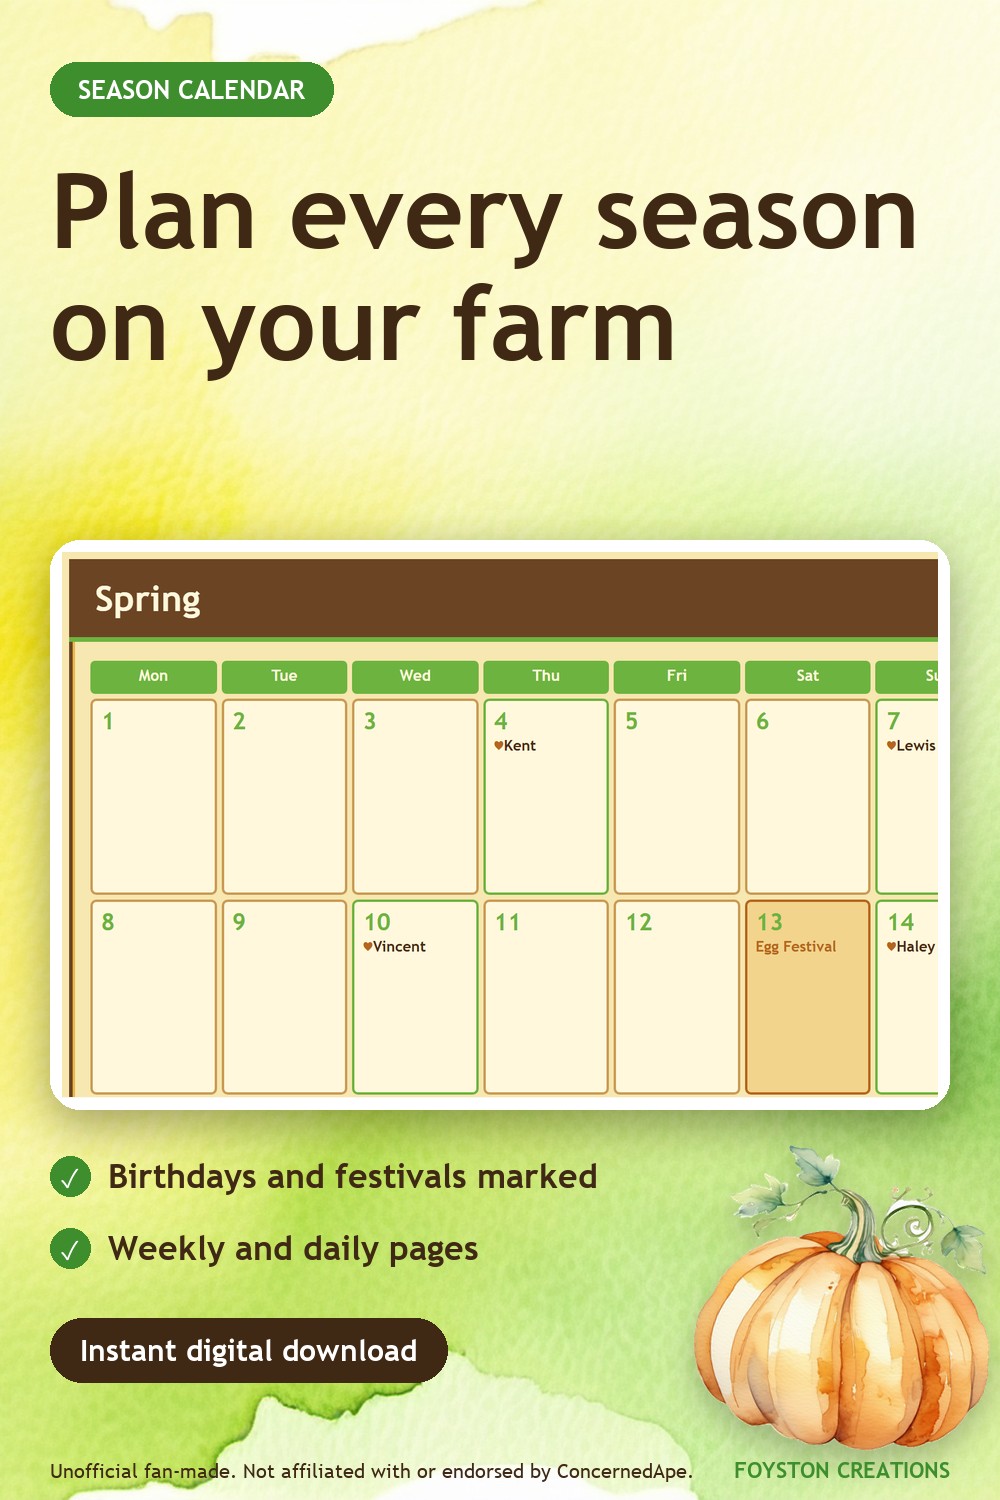 SEASON CALENDAR
Plan every season
on your farm
Spring
Mon Tue Wed Thu Fri Sat Su
1 2 3 4 5 6 7
♥Kent ♥Lewis
8 9 10 11 12 13 14
♥Vincent Egg Festival ♥Haley
✓ Birthdays and festivals marked
✓ Weekly and daily pages
Instant digital download
Unofficial fan-made. Not affiliated with or endorsed by ConcernedApe. FOYSTON CREATIONS